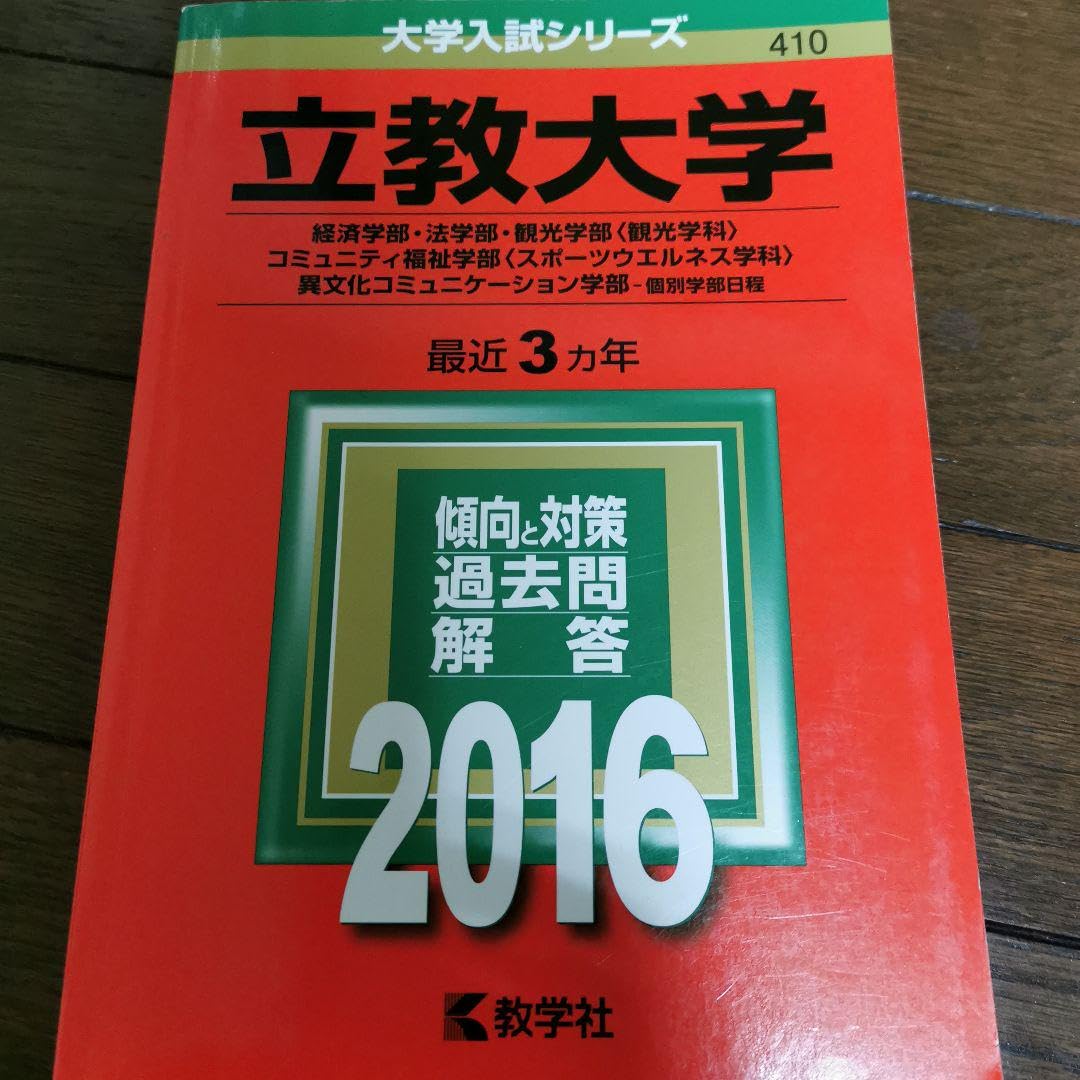 大学入試シリーズ
410
立教大学
経済学部・法学部・観光学部〈観光学科〉
コミュニティ福祉学部〈スポーツウエルネス学科〉
異文化コミュニケーション学部－個別学部日程
最近3カ年
傾向と対策
過去問
解答
2016
教学社